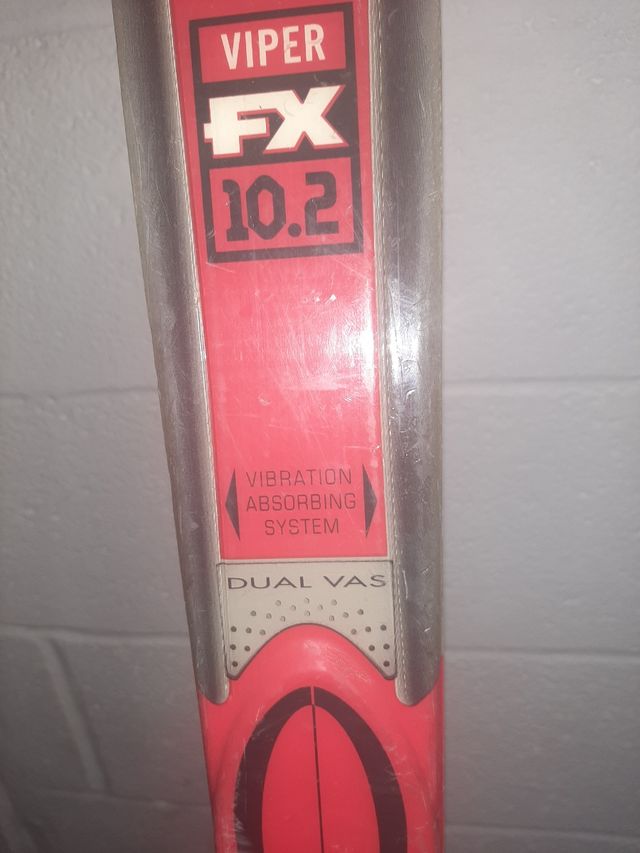 VIPER
FX
10.2
VIBRATION
ABSORBING
SYSTEM
DUAL VAS